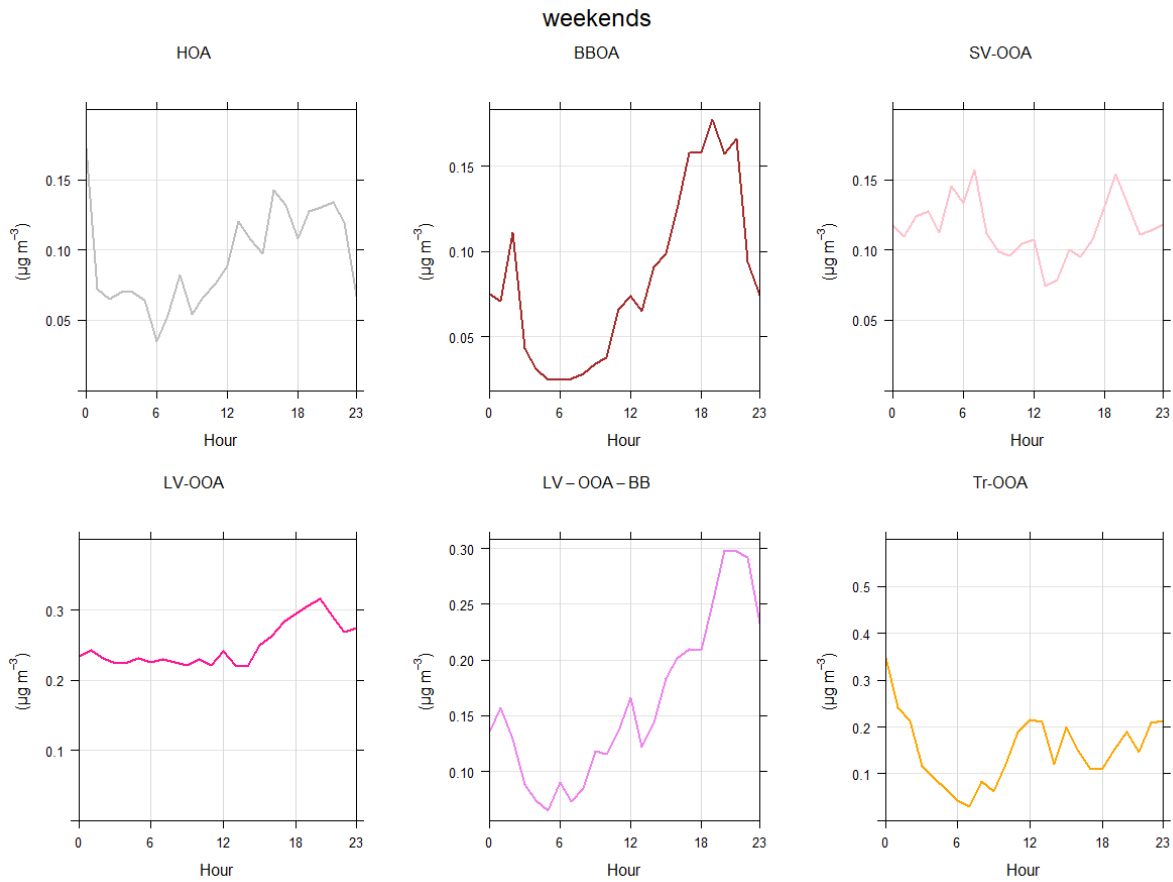 weekends
HOA
BBOA
SV-OOA
(µg m−3)
0.15
0.10
0.05
0 6 12 18 23
Hour
(µg m−3)
0.15
0.10
0.05
0 6 12 18 23
Hour
(µg m−3)
0.15
0.10
0.05
0 6 12 18 23
Hour
LV-OOA
LV – OOA – BB
Tr-OOA
(µg m−3)
0.3
0.2
0.1
0 6 12 18 23
Hour
(µg m−3)
0.30
0.25
0.20
0.15
0.10
0 6 12 18 23
Hour
(µg m−3)
0.5
0.4
0.3
0.2
0.1
0 6 12 18 23
Hour